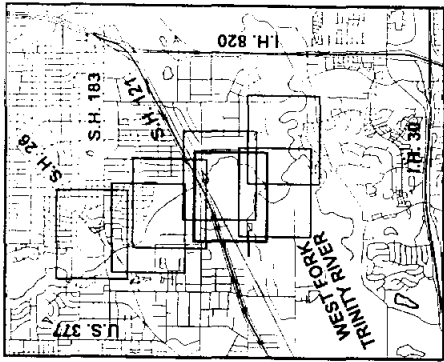 I.H. 820
S.H. 121
S.H. 183
S.H. 26
U.S. 377
I.H. 30
WEST FORK
TRINITY RIVER